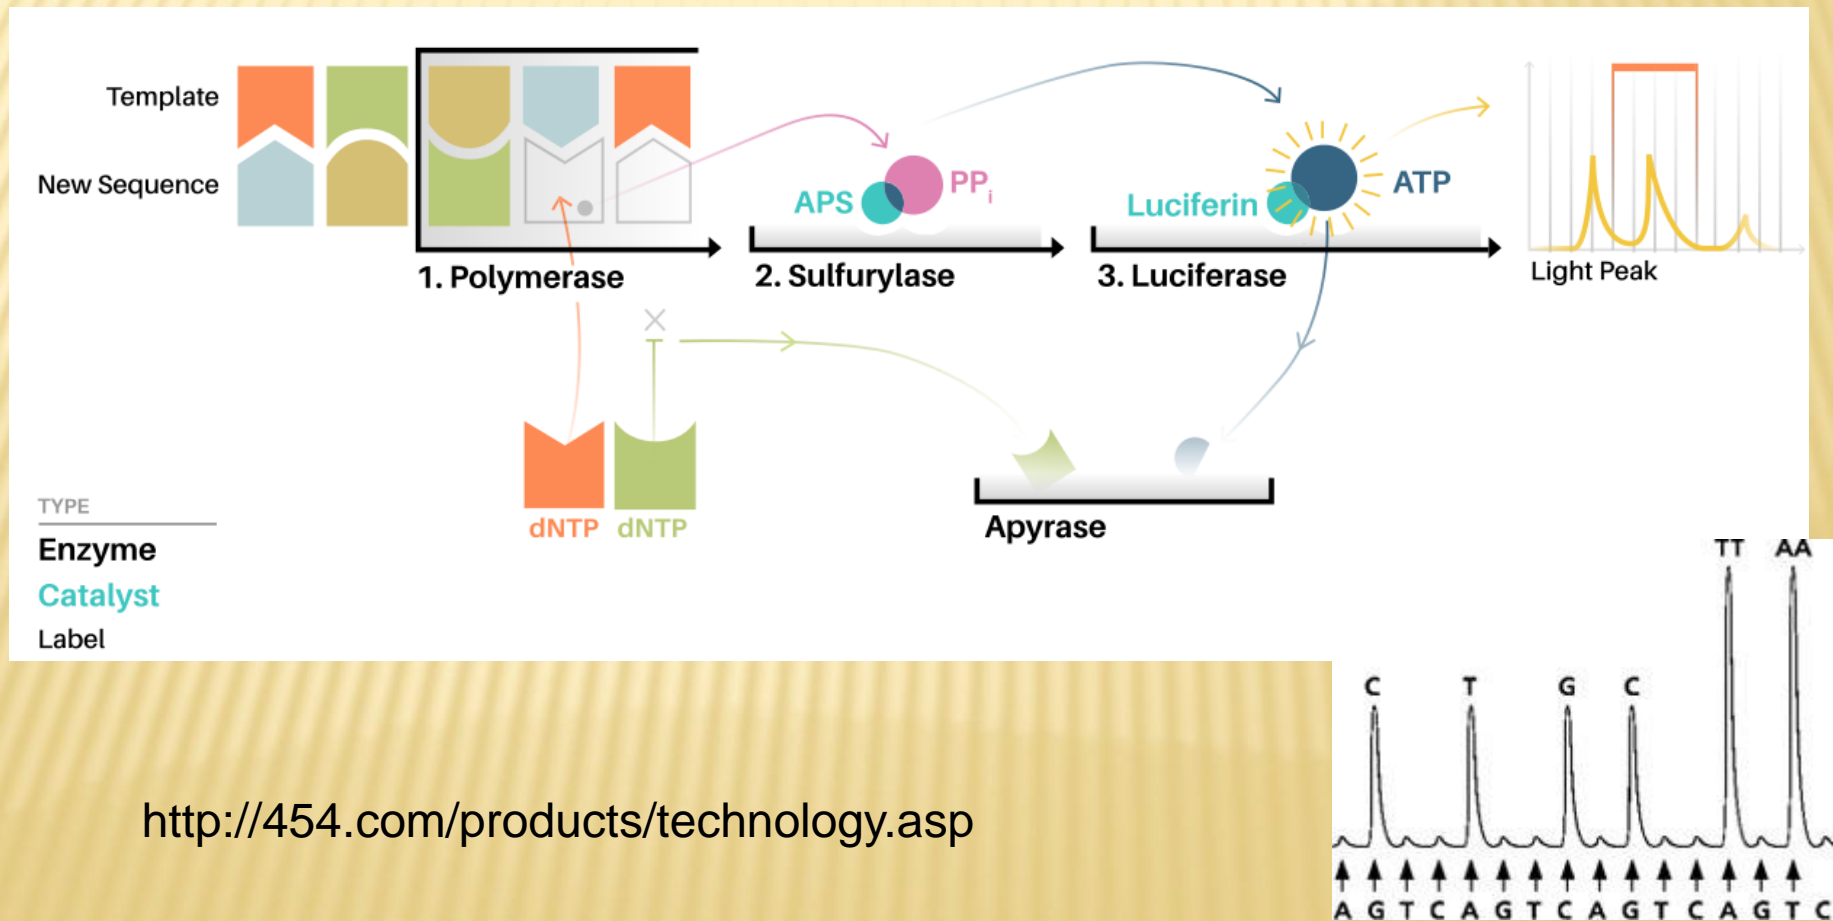 Template
New Sequence
APS
PPi
Luciferin
ATP
1. Polymerase
2. Sulfurylase
3. Luciferase
Light Peak
dNTP dNTP
Apyrase
TYPE
Enzyme
Catalyst
Label
TT AA
C T G C
A G T C A G T C A G T C A G T C
http://454.com/products/technology.asp